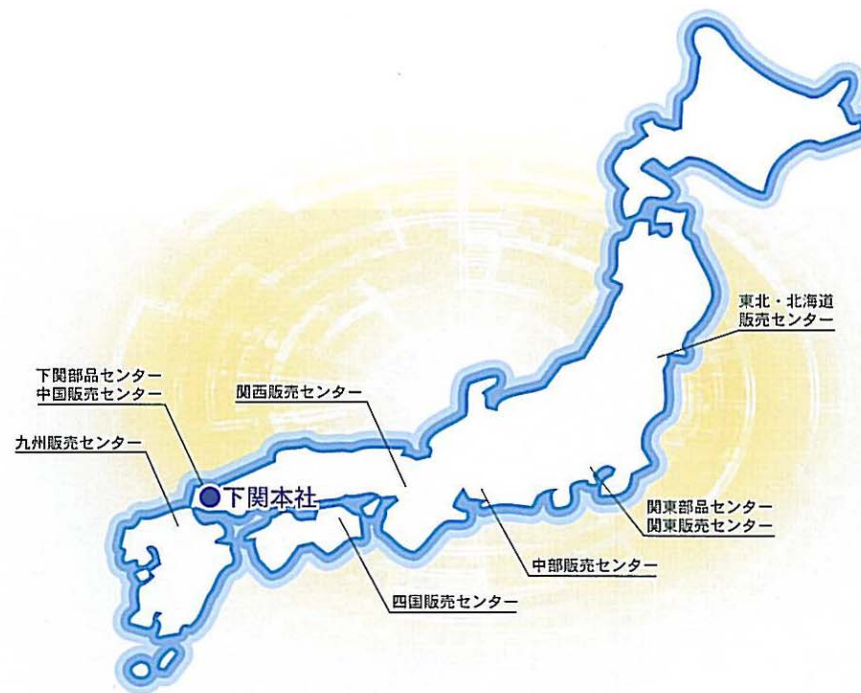 東北・北海道
販売センター
下関部品センター
中国販売センター
関西販売センター
九州販売センター
下関本社
関東部品センター
関東販売センター
中部販売センター
四国販売センター